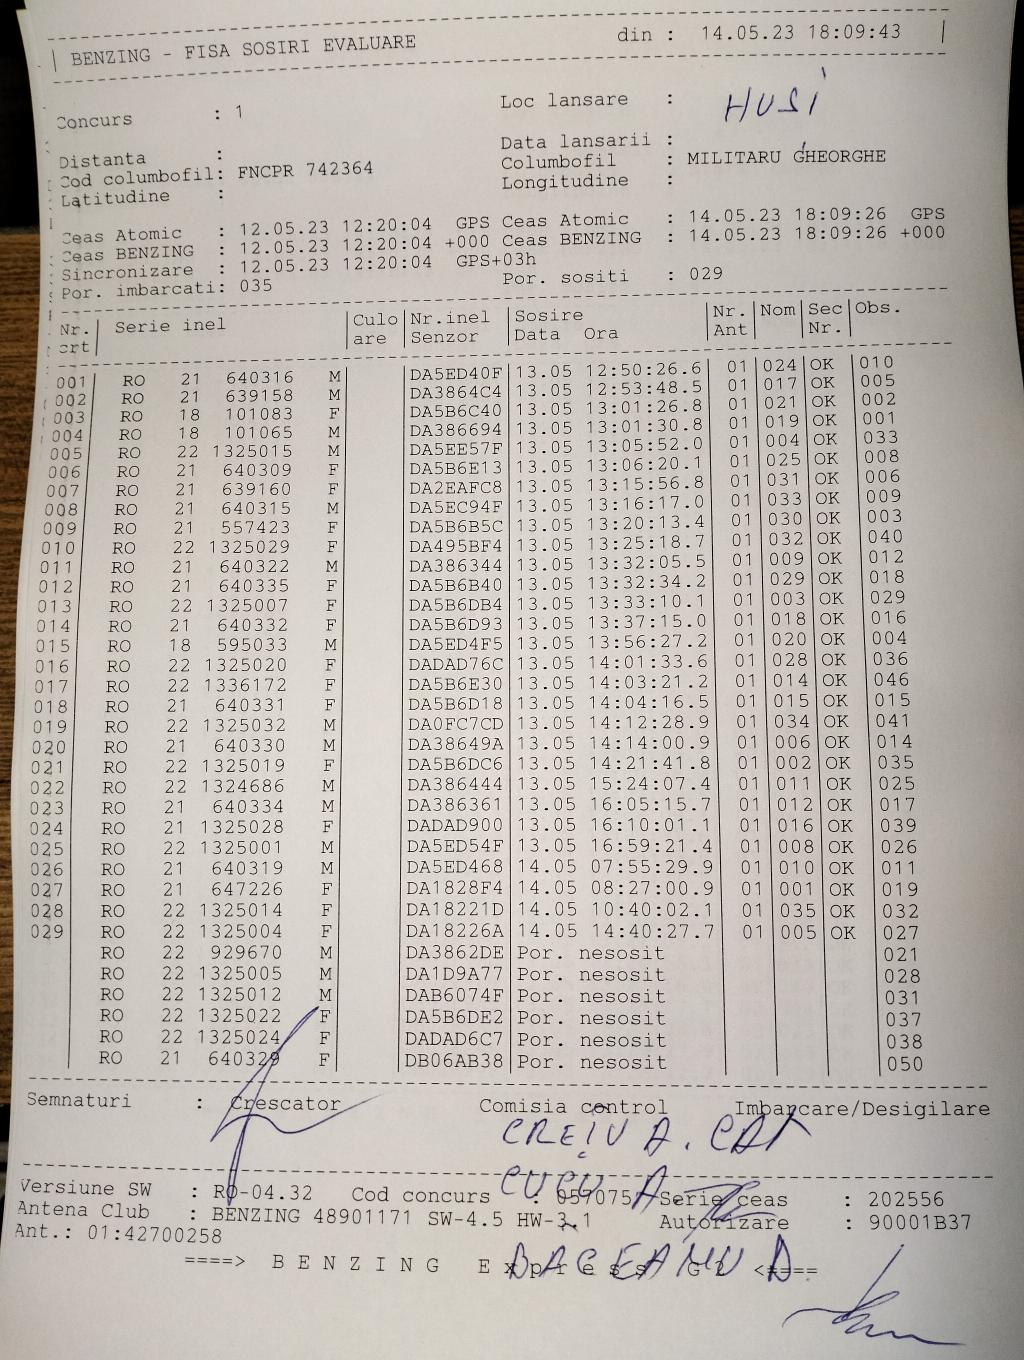 BENZING - FISA SOSIRI EVALUARE din : 14.05.23 18:09:43
Concurs : 1 Loc lansare : HUSI
Distanta : Data lansarii :
Cod columbofil: FNCPR 742364 Columbofil : MILITARU GHEORGHE
Latitudine : Longitudine :
Ceas Atomic : 12.05.23 12:20:04 GPS Ceas Atomic : 14.05.23 18:09:26 GPS
Ceas BENZING : 12.05.23 12:20:04 +000 Ceas BENZING : 14.05.23 18:09:26 +000
Sincronizare : 12.05.23 12:20:04 GPS+03h
Por. imbarcati: 035 Por. sositi : 029
Nr. Serie inel Culo Nr.inel Sosire Nr. Nom Sec Obs.
crt are Senzor Data Ora Ant Nr.
001 RO 21 640316 M DA5ED40F 13.05 12:50:26.6 01 024 OK 010
002 RO 21 639158 M DA3864C4 13.05 12:53:48.5 01 017 OK 005
003 RO 18 101083 F DA5B6C40 13.05 13:01:26.8 01 021 OK 002
004 RO 18 101065 M DA386694 13.05 13:01:30.8 01 019 OK 001
005 RO 22 1325015 M DA5EE57F 13.05 13:05:52.0 01 004 OK 033
006 RO 21 640309 F DA5B6E13 13.05 13:06:20.1 01 025 OK 008
007 RO 21 639160 F DA2EAFC8 13.05 13:15:56.8 01 031 OK 006
008 RO 21 640315 M DA5EC94F 13.05 13:16:17.0 01 033 OK 009
009 RO 21 557423 F DA5B6B5C 13.05 13:20:13.4 01 030 OK 003
010 RO 22 1325029 F DA495BF4 13.05 13:25:18.7 01 032 OK 040
011 RO 21 640322 M DA386344 13.05 13:32:05.5 01 009 OK 012
012 RO 21 640335 F DA5B6B40 13.05 13:32:34.2 01 029 OK 018
013 RO 22 1325007 F DA5B6DB4 13.05 13:33:10.1 01 003 OK 029
014 RO 21 640332 F DA5B6D93 13.05 13:37:15.0 01 018 OK 016
015 RO 18 595033 M DA5ED4F5 13.05 13:56:27.2 01 020 OK 004
016 RO 22 1325020 F DADAD76C 13.05 14:01:33.6 01 028 OK 036
017 RO 22 1336172 F DA5B6E30 13.05 14:03:21.2 01 014 OK 046
018 RO 21 640331 F DA5B6D18 13.05 14:04:16.5 01 015 OK 015
019 RO 22 1325032 M DA0FC7CD 13.05 14:12:28.9 01 034 OK 041
020 RO 21 640330 M DA38649A 13.05 14:14:00.9 01 006 OK 014
021 RO 22 1325019 F DA5B6DC6 13.05 14:21:41.8 01 002 OK 035
022 RO 22 1324686 M DA386444 13.05 15:24:07.4 01 011 OK 025
023 RO 21 640334 M DA386361 13.05 16:05:15.7 01 012 OK 017
024 RO 21 1325028 F DADAD900 13.05 16:10:01.1 01 016 OK 039
025 RO 22 1325001 M DA5ED54F 13.05 16:59:21.4 01 008 OK 026
026 RO 21 640319 M DA5ED468 14.05 07:55:29.9 01 010 OK 011
027 RO 21 647226 F DA1828F4 14.05 08:27:00.9 01 001 OK 019
028 RO 22 1325014 F DA18221D 14.05 10:40:02.1 01 035 OK 032
029 RO 22 1325004 F DA18226A 14.05 14:40:27.7 01 005 OK 027
RO 22 929670 M DA3862DE Por. nesosit 021
RO 22 1325005 M DA1D9A77 Por. nesosit 028
RO 22 1325012 M DAB6074F Por. nesosit 031
RO 22 1325022 F DA5B6DE2 Por. nesosit 037
RO 22 1325024 F DADAD6C7 Por. nesosit 038
RO 21 640329 F DB06AB38 Por. nesosit 050
Semnaturi : Crescator Comisia control Imbarcare/Desigilare
CREIU A.
CUCU A
Versiune SW : RO-04.32 Cod concurs : 057075 Serie ceas : 202556
Antena Club : BENZING 48901171 SW-4.5 HW-3.1 Autorizare : 90001B37
Ant.: 01:42700258
====> BENZING Express G2 <====
BACEANU D